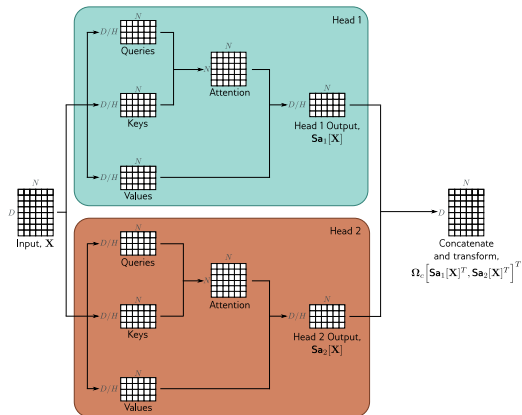 Head 1
N
D/H
Queries
N
N
Attention
N
D/H
Keys
N
D/H
Head 1 Output,
Sa₁[X]
N
D/H
Values
N
D
Input, X
N
D
Concatenate
and transform,
Ω_c[Sa₁[X]ᵀ, Sa₂[X]ᵀ]ᵀ
Head 2
N
D/H
Queries
N
N
Attention
N
D/H
Keys
N
D/H
Head 2 Output,
Sa₂[X]
N
D/H
Values